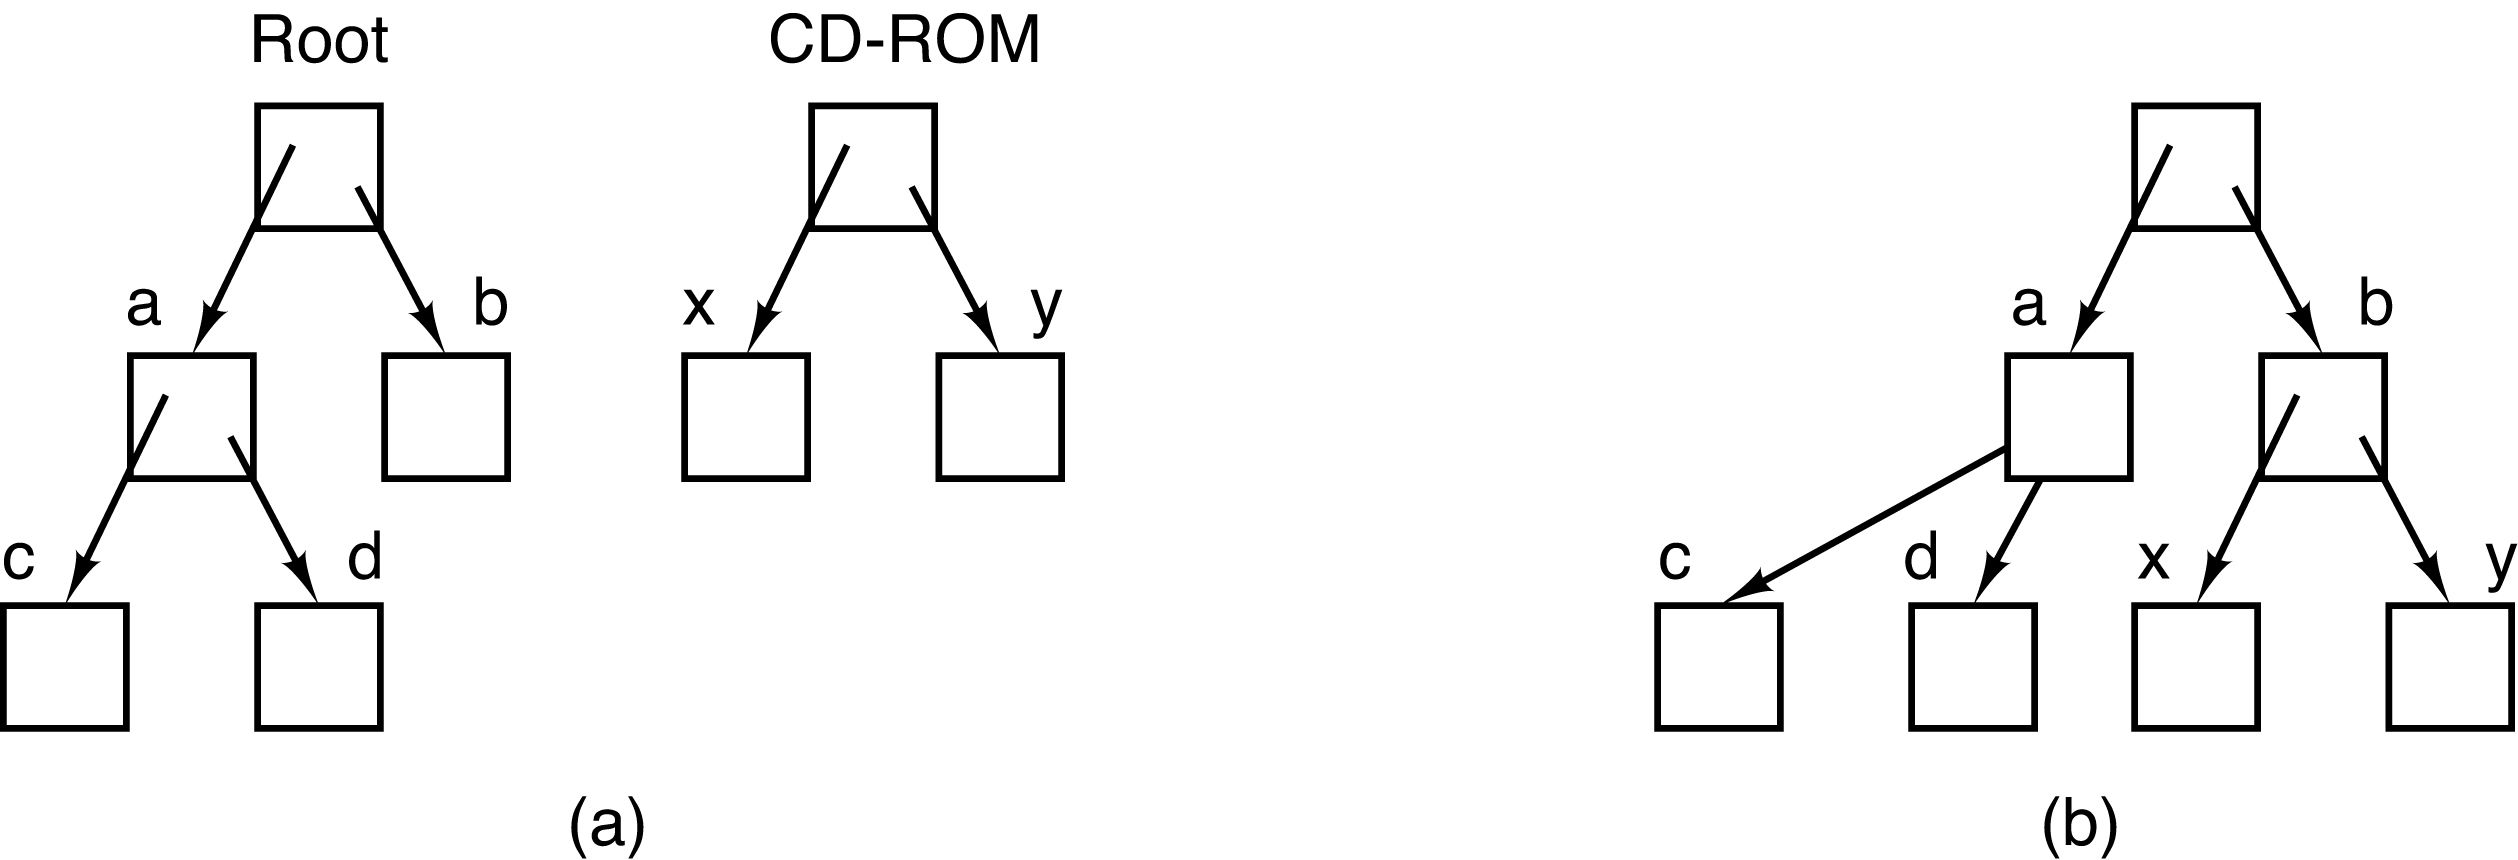 Root CD-ROM
a b x y a b
c d c d x y
(a) (b)